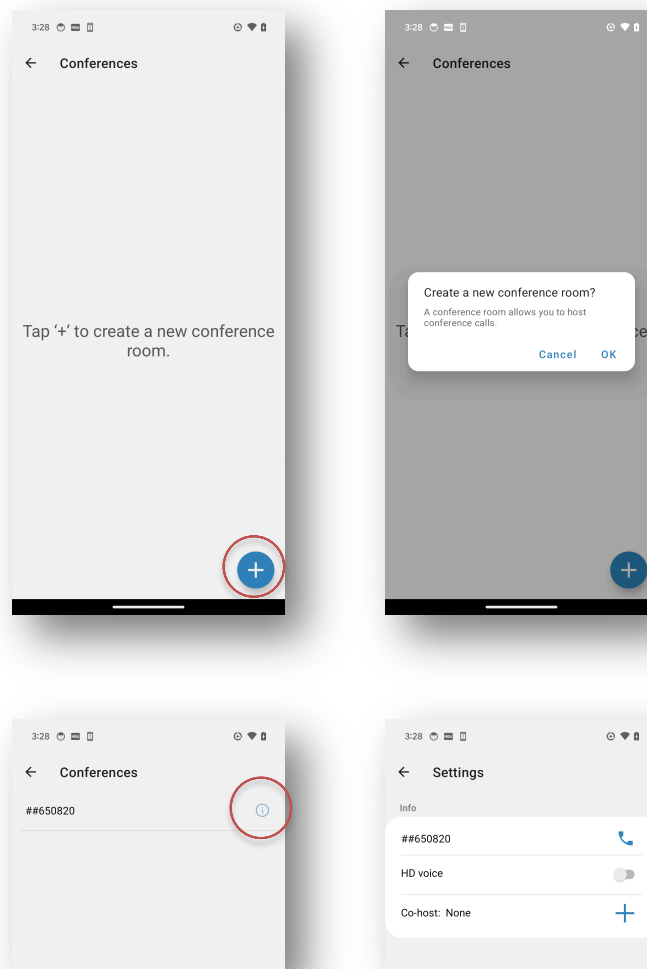 3:28
Conferences
Tap ‘+’ to create a new conference
room.
3:28
Conferences
Create a new conference room?
A conference room allows you to host
conference calls.
Cancel OK
3:28
Conferences
##650820
3:28
Settings
Info
##650820
HD voice
Co-host: None